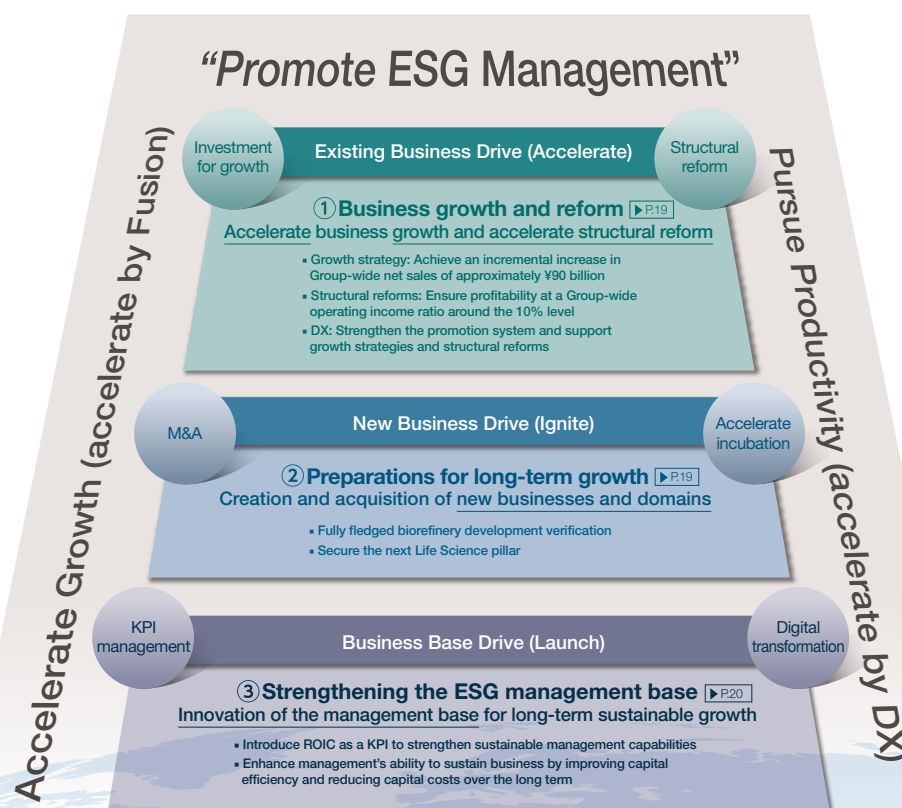 “Promote ESG Management”
Accelerate Growth (accelerate by Fusion)
Pursue Productivity (accelerate by DX)
Investment
for growth
Existing Business Drive (Accelerate)
Structural
reform
①Business growth and reform ▶P.19
Accelerate business growth and accelerate structural reform
▪ Growth strategy: Achieve an incremental increase in
Group-wide net sales of approximately ¥90 billion
▪ Structural reforms: Ensure profitability at a Group-wide
operating income ratio around the 10% level
▪ DX: Strengthen the promotion system and support
growth strategies and structural reforms
M&A
New Business Drive (Ignite)
Accelerate
incubation
②Preparations for long-term growth ▶P.19
Creation and acquisition of new businesses and domains
▪ Fully fledged biorefinery development verification
▪ Secure the next Life Science pillar
KPI
management
Business Base Drive (Launch)
Digital
transformation
③Strengthening the ESG management base ▶P.20
Innovation of the management base for long-term sustainable growth
▪ Introduce ROIC as a KPI to strengthen sustainable management capabilities
▪ Enhance management’s ability to sustain business by improving capital
efficiency and reducing capital costs over the long term